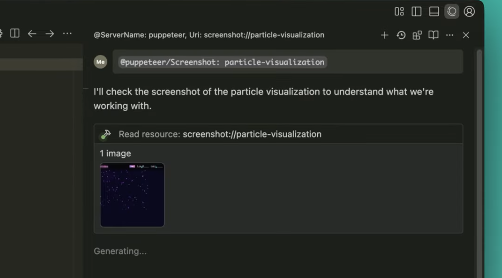 @ServerName: puppeteer, Uri: screenshot://particle-visualization
Me
@puppeteer/Screenshot: particle-visualization
I'll check the screenshot of the particle visualization to understand what we're
working with.
Read resource: screenshot://particle-visualization
1 image
Generating...